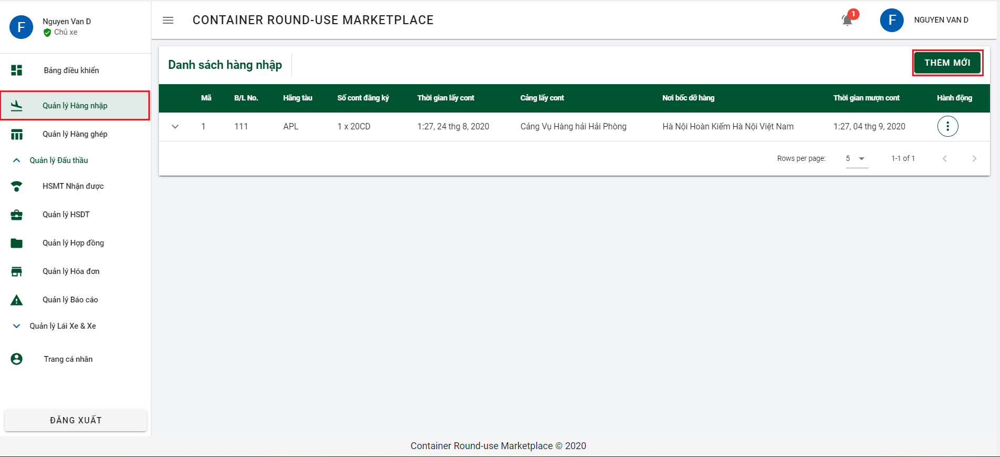 F
Nguyen Van D
Chủ xe
CONTAINER ROUND-USE MARKETPLACE
1
F
NGUYEN VAN D
Bảng điều khiển
Quản lý Hàng nhập
Quản lý Hàng ghép
Quản lý Đấu thầu
HSMT Nhận được
Quản lý HSDT
Quản lý Hợp đồng
Quản lý Hóa đơn
Quản lý Báo cáo
Quản lý Lái Xe & Xe
Trang cá nhân
ĐĂNG XUẤT
Danh sách hàng nhập
THÊM MỚI
Mã B/L No. Hãng tàu Số cont đăng ký Thời gian lấy cont Cảng lấy cont Nơi bốc dỡ hàng Thời gian mượn cont Hành động
1 111 APL 1 x 20CD 1:27, 24 thg 8, 2020 Cảng Vụ Hàng hải Hải Phòng Hà Nội Hoàn Kiếm Hà Nội Việt Nam 1:27, 04 thg 9, 2020
Rows per page: 5 1-1 of 1
Container Round-use Marketplace © 2020